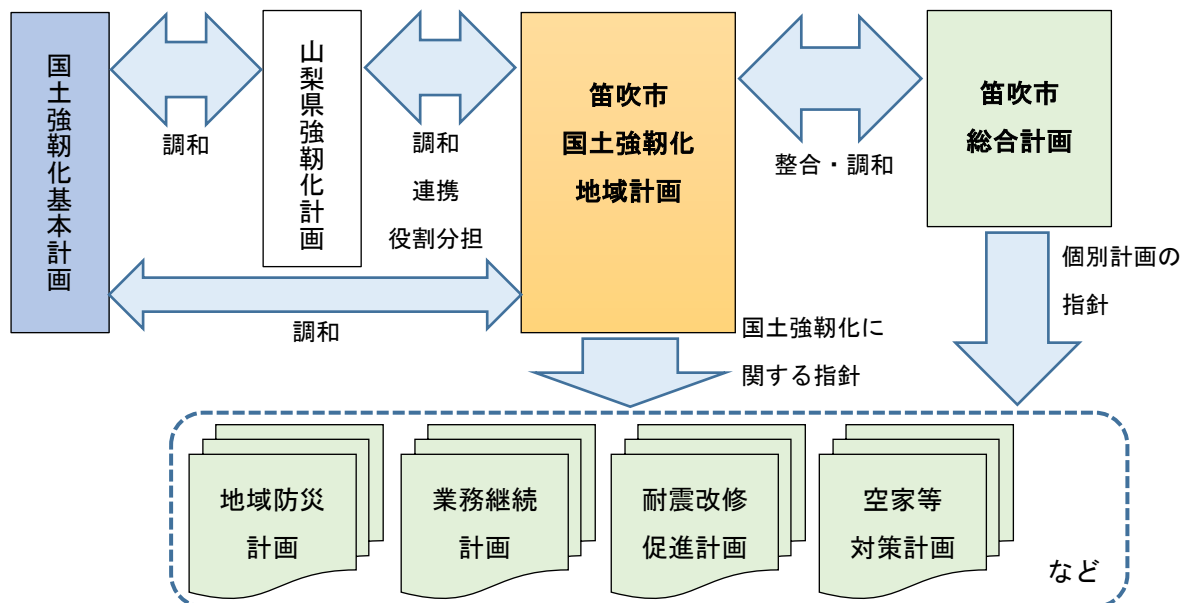 国土強靭化基本計画
調和
山梨県強靭化計画
調和
連携
役割分担
調和
笛吹市
国土強靭化
地域計画
整合・調和
笛吹市
総合計画
個別計画の
指針
国土強靭化に
関する指針
地域防災
計画
業務継続
計画
耐震改修
促進計画
空家等
対策計画
など